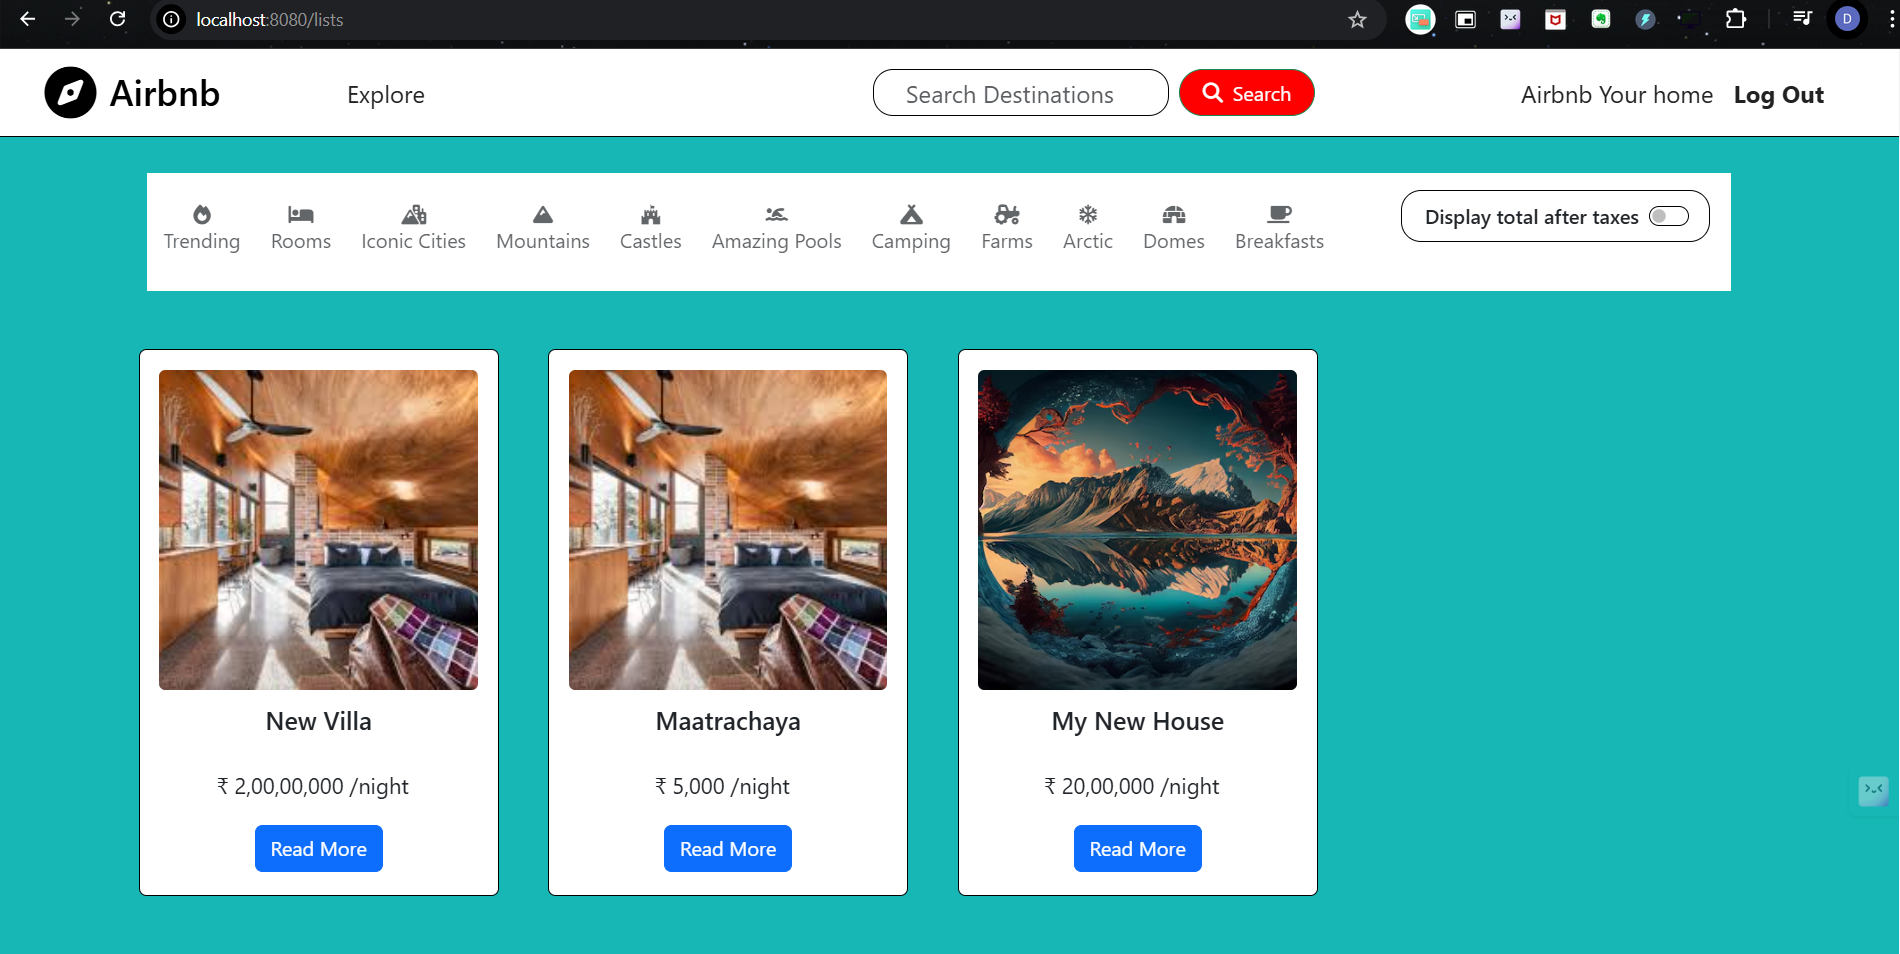 localhost:8080/lists
D
Airbnb
Explore
Search Destinations
Search
Airbnb Your home
Log Out
Trending
Rooms
Iconic Cities
Mountains
Castles
Amazing Pools
Camping
Farms
Arctic
Domes
Breakfasts
Display total after taxes
New Villa
₹ 2,00,00,000 /night
Read More
Maatrachaya
₹ 5,000 /night
Read More
My New House
₹ 20,00,000 /night
Read More